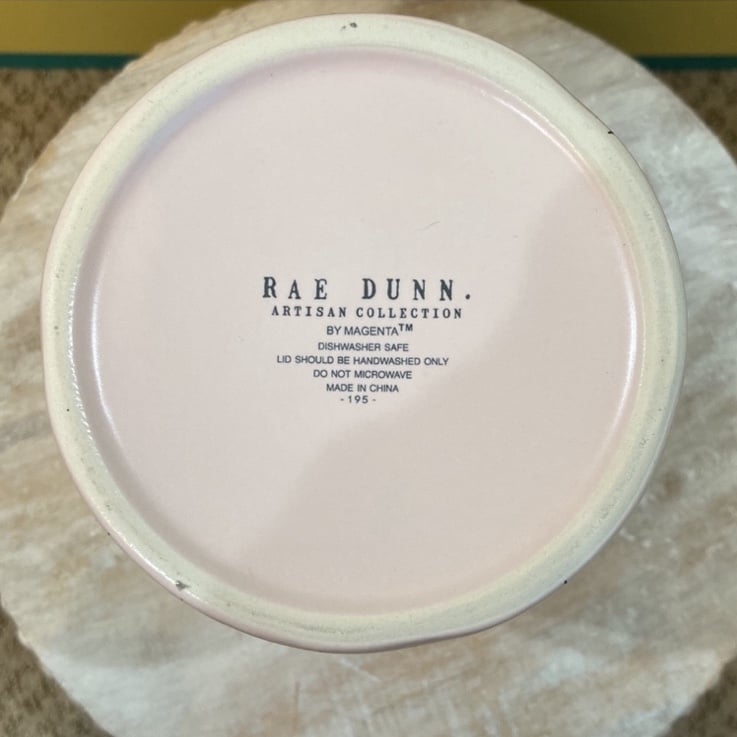 RAE DUNN.
ARTISAN COLLECTION
BY MAGENTA™
DISHWASHER SAFE
LID SHOULD BE HANDWASHED ONLY
DO NOT MICROWAVE
MADE IN CHINA
- 195 -